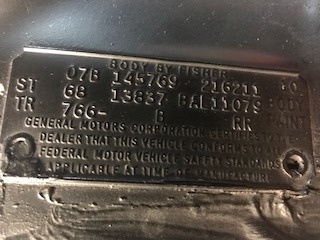 BODY BY FISHER
07B 145769 216211 CO.
ST 68 13837 BAL11079 BODY
TR 766- B RR PAINT
GENERAL MOTORS CORPORATION CERTIFIES TO THE
DEALER THAT THIS VEHICLE CONFORMS TO ALL
FEDERAL MOTOR VEHICLE SAFETY STANDARDS
APPLICABLE AT TIME OF MANUFACTURE